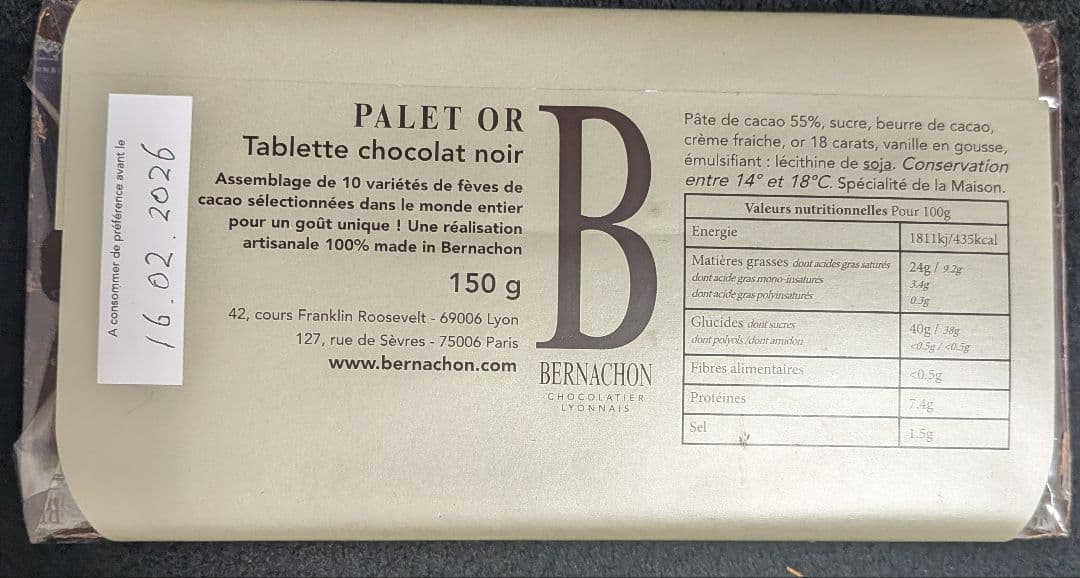 A consommer de préférence avant le
16.02.2026
PALET OR
Tablette chocolat noir
Assemblage de 10 variétés de fèves de
cacao sélectionnées dans le monde entier
pour un goût unique ! Une réalisation
artisanale 100% made in Bernachon
150 g
42, cours Franklin Roosevelt - 69006 Lyon
127, rue de Sèvres - 75006 Paris
www.bernachon.com
B
BERNACHON
CHOCOLATIER
LYONNAIS
Pâte de cacao 55%, sucre, beurre de cacao,
crème fraiche, or 18 carats, vanille en gousse,
émulsifiant : lécithine de soja. Conservation
entre 14° et 18°C. Spécialité de la Maison.
Valeurs nutritionnelles Pour 100g
Energie 1811kj/435kcal
Matières grasses dont acides gras saturés 24g / 9.2g
dont acide gras mono-insaturés 3.4g
dont acide gras polyinsaturés 0.3g
Glucides dont sucres 40g / 38g
dont polyols /dont amidon <0.5g / <0.5g
Fibres alimentaires <0.5g
Protéines 7.4g
Sel 1.5g